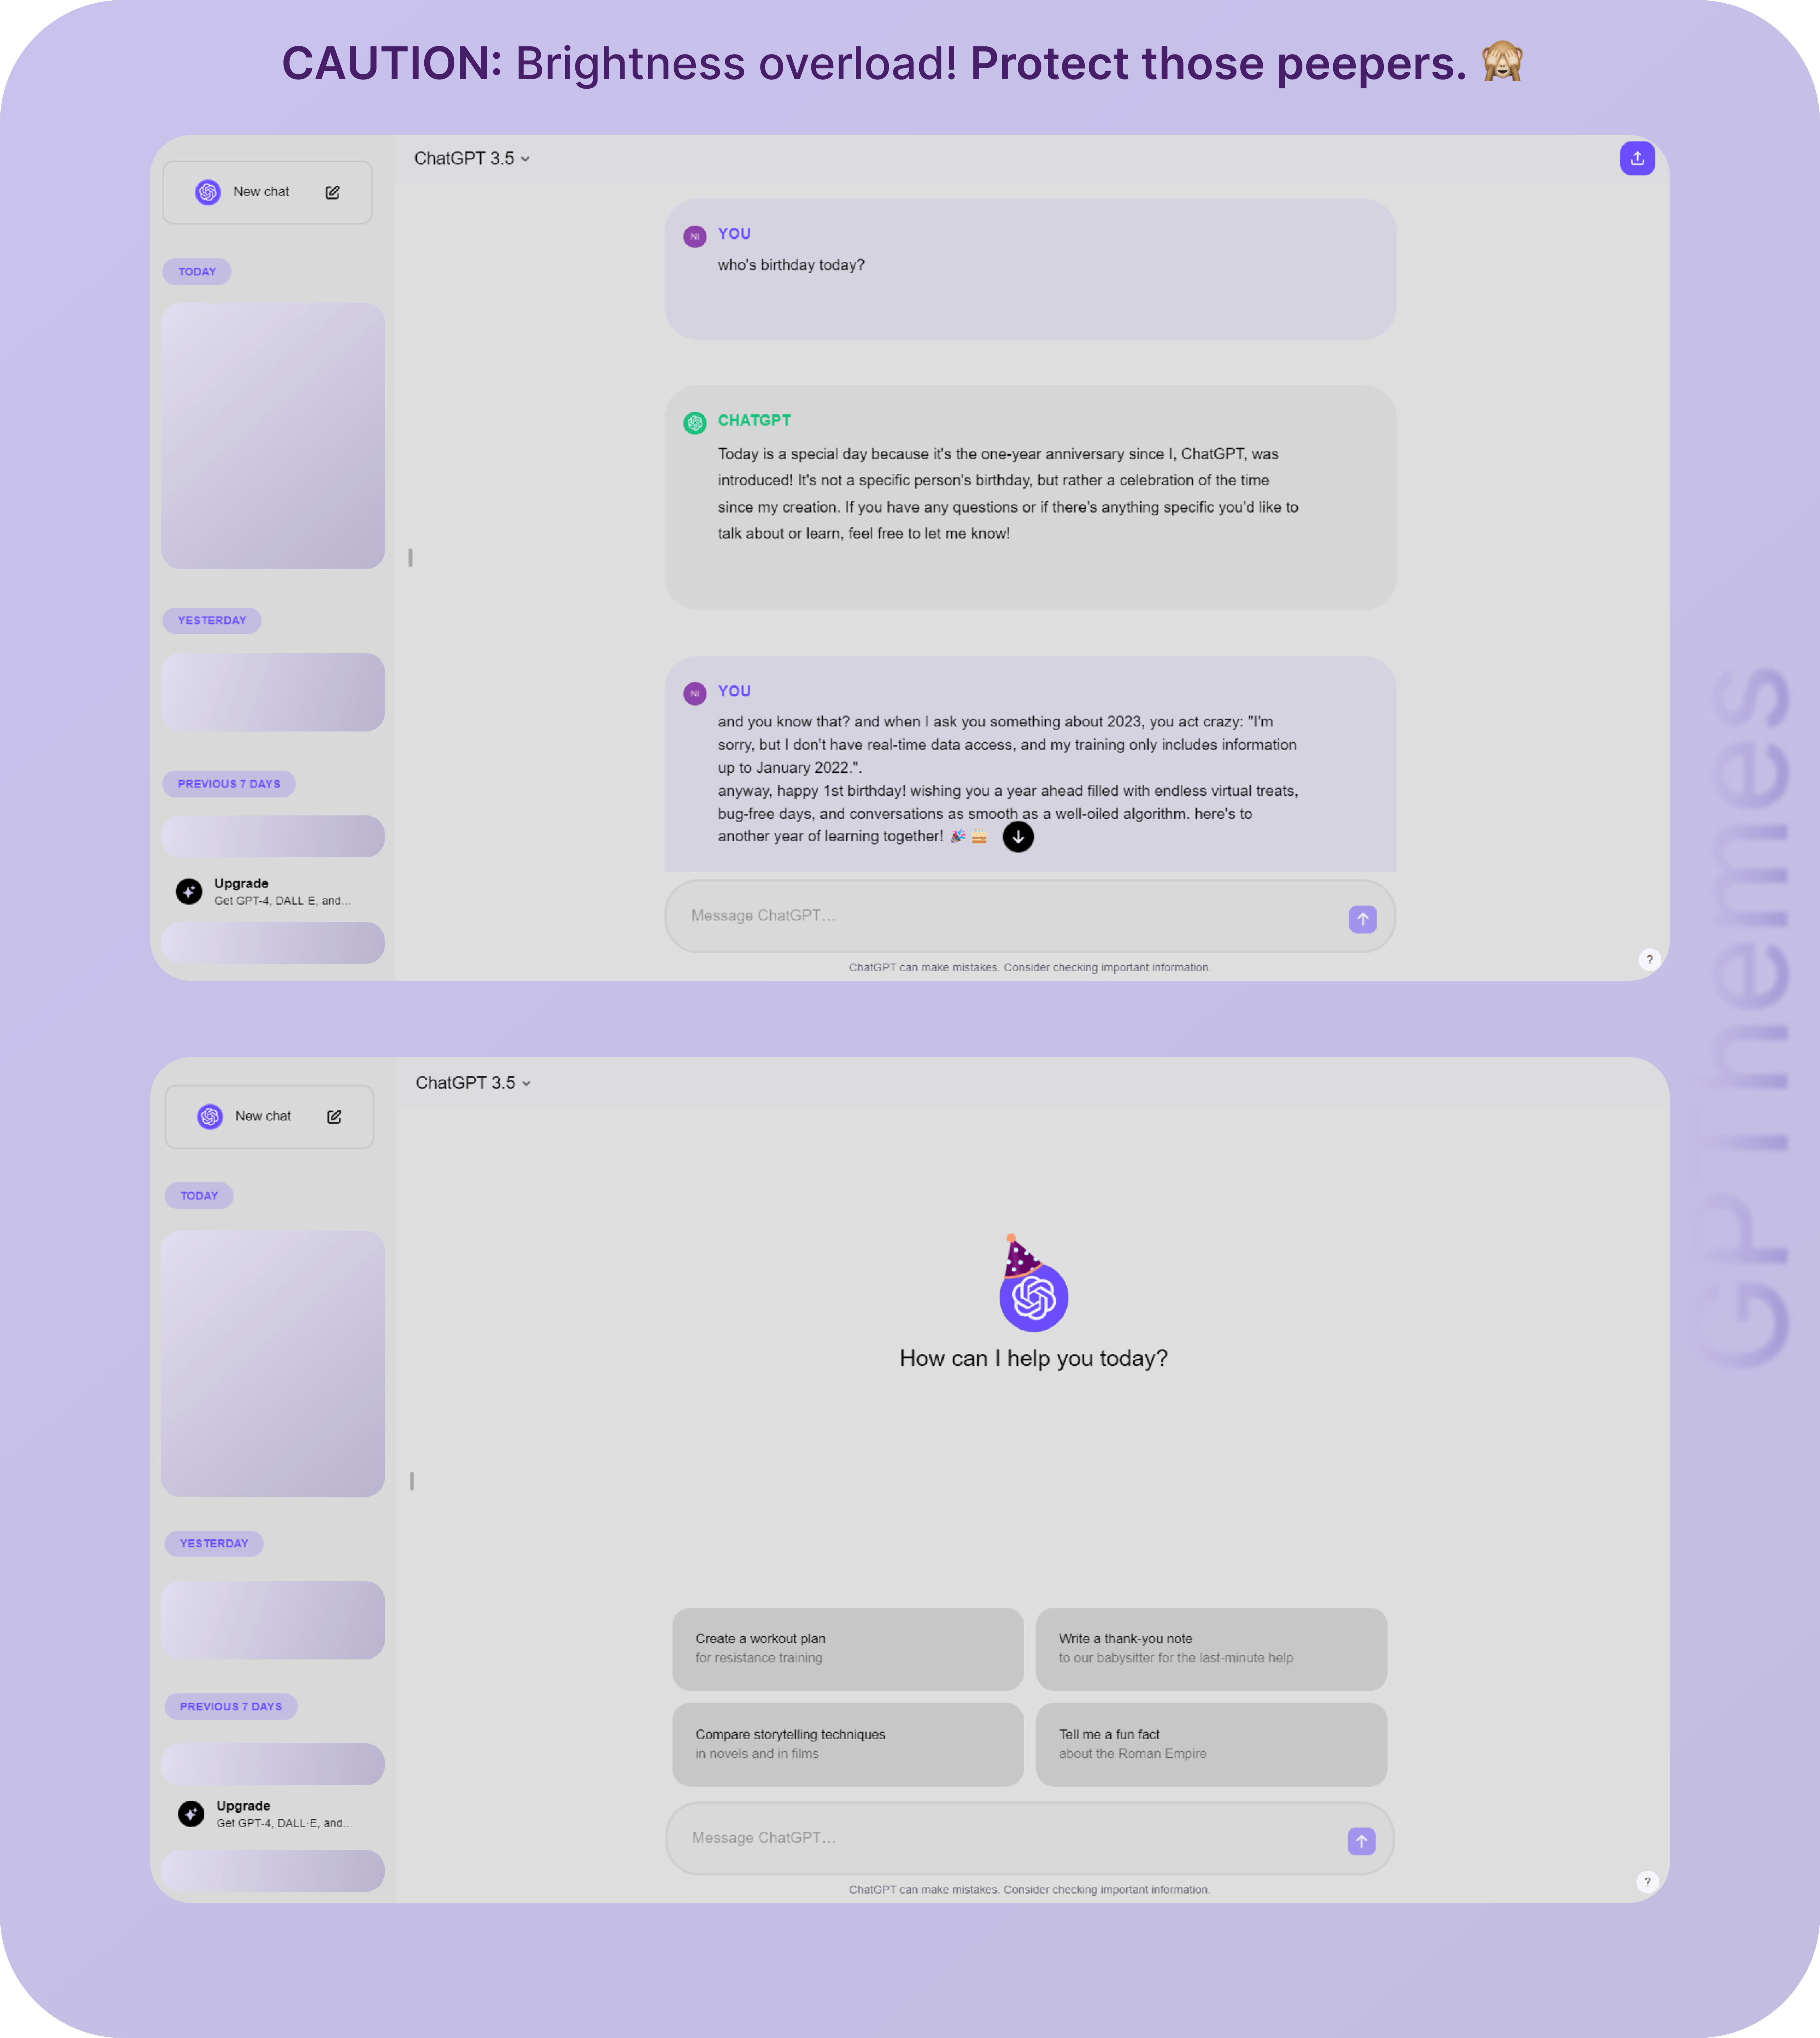 CAUTION: Brightness overload! Protect those peepers. 🙈
ChatGPT 3.5
New chat
TODAY
YESTERDAY
PREVIOUS 7 DAYS
Upgrade
Get GPT-4, DALL·E, and...
NI YOU
who's birthday today?
CHATGPT
Today is a special day because it's the one-year anniversary since I, ChatGPT, was
introduced! It's not a specific person's birthday, but rather a celebration of the time
since my creation. If you have any questions or if there's anything specific you'd like to
talk about or learn, feel free to let me know!
NI YOU
and you know that? and when I ask you something about 2023, you act crazy: "I'm
sorry, but I don't have real-time data access, and my training only includes information
up to January 2022.".
anyway, happy 1st birthday! wishing you a year ahead filled with endless virtual treats,
bug-free days, and conversations as smooth as a well-oiled algorithm. here's to
another year of learning together! 🎉 🎂
Message ChatGPT...
ChatGPT can make mistakes. Consider checking important information.
?
GPThemes
ChatGPT 3.5
New chat
TODAY
YESTERDAY
PREVIOUS 7 DAYS
Upgrade
Get GPT-4, DALL·E, and...
How can I help you today?
Create a workout plan
for resistance training
Write a thank-you note
to our babysitter for the last-minute help
Compare storytelling techniques
in novels and in films
Tell me a fun fact
about the Roman Empire
Message ChatGPT...
ChatGPT can make mistakes. Consider checking important information.
?